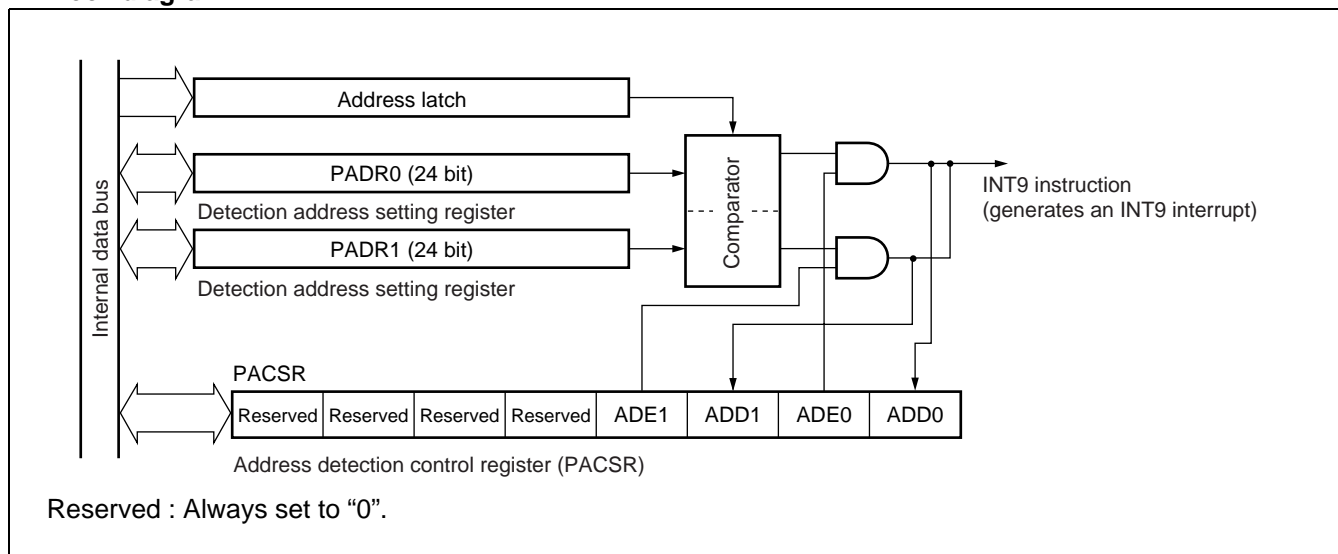 Internal data bus
Address latch
PADR0 (24 bit)
Detection address setting register
PADR1 (24 bit)
Detection address setting register
Comparator
INT9 instruction
(generates an INT9 interrupt)
PACSR
Reserved Reserved Reserved Reserved ADE1 ADD1 ADE0 ADD0
Address detection control register (PACSR)
Reserved : Always set to “0”.